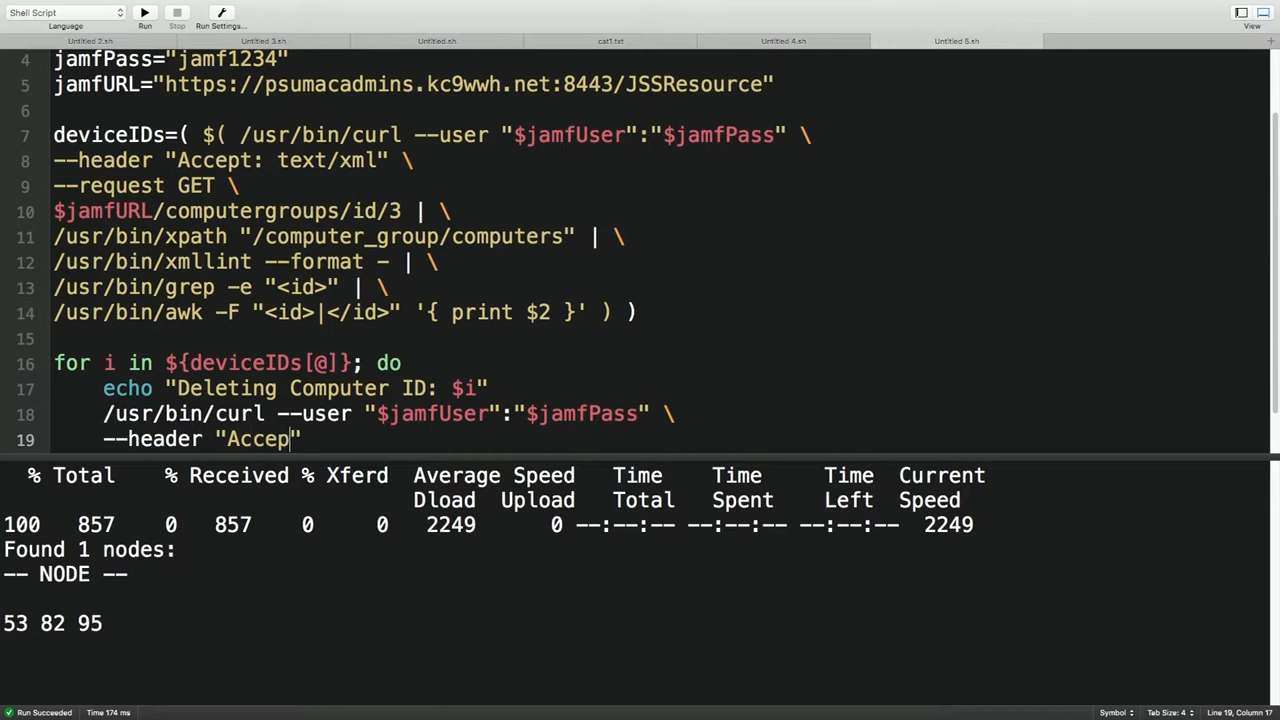 Shell Script
Language
Run
Stop
Run Settings...
View
Untitled 2.sh
Untitled 3.sh
Untitled.sh
cat1.txt
Untitled 4.sh
Untitled 5.sh
4 jamfPass="jamf1234"
5 jamfURL="https://psumacadmins.kc9wwh.net:8443/JSSResource"
6
7 deviceIDs=( $( /usr/bin/curl --user "$jamfUser":"$jamfPass" \
8 --header "Accept: text/xml" \
9 --request GET \
10 $jamfURL/computergroups/id/3 | \
11 /usr/bin/xpath "/computer_group/computers" | \
12 /usr/bin/xmllint --format - | \
13 /usr/bin/grep -e "<id>" | \
14 /usr/bin/awk -F "<id>|</id>" '{ print $2 }' ) )
15
16 for i in ${deviceIDs[@]}; do
17 echo "Deleting Computer ID: $i"
18 /usr/bin/curl --user "$jamfUser":"$jamfPass" \
19 --header "Accep"
% Total % Received % Xferd Average Speed Time Time Time Current
Dload Upload Total Spent Left Speed
100 857 0 857 0 0 2249 0 --:--:-- --:--:-- --:--:-- 2249
Found 1 nodes:
-- NODE --
53 82 95
Run Succeeded Time 174 ms Symbol Tab Size: 4 Line 19, Column 17